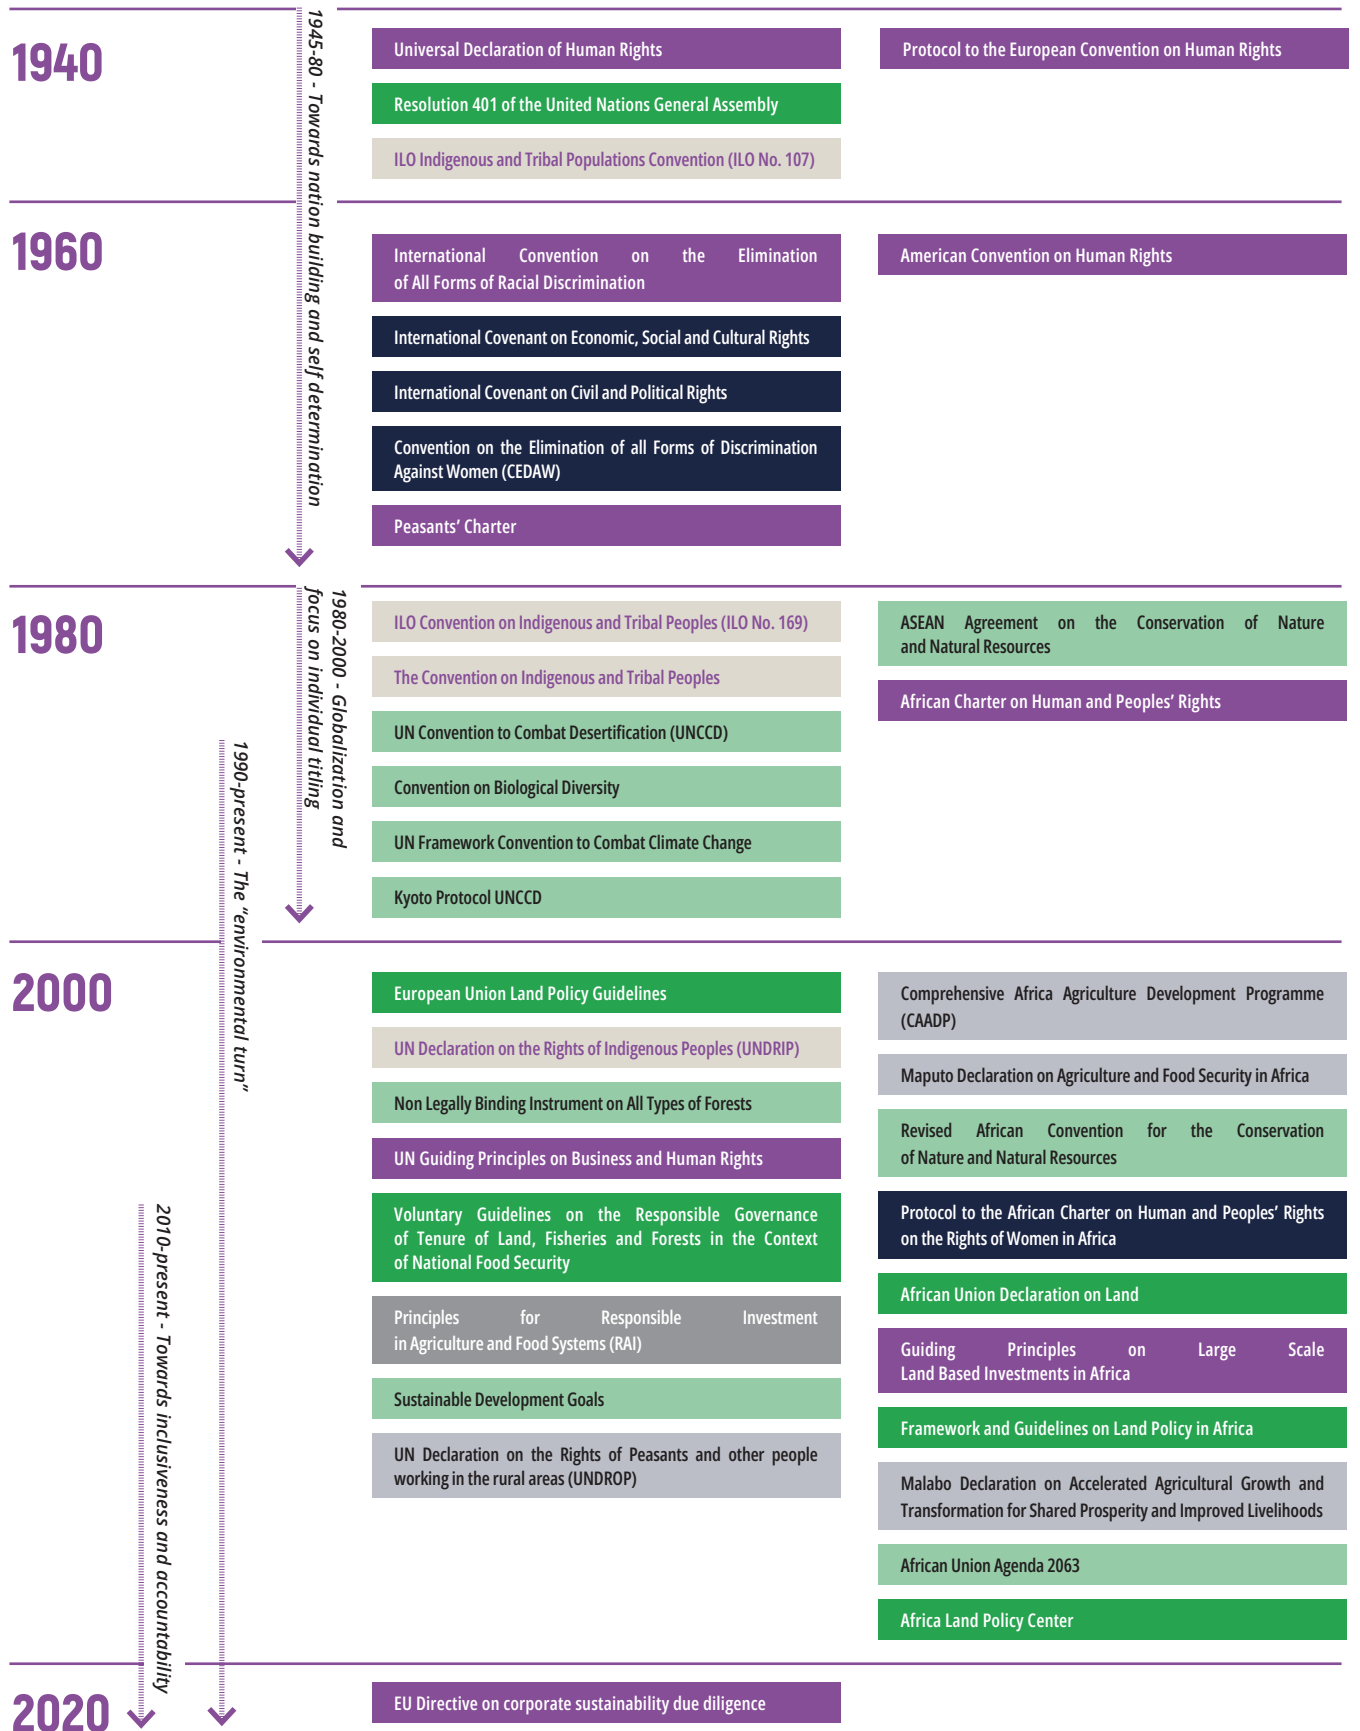 1940
1945-80 - Towards nation building and self determination
Universal Declaration of Human Rights
Resolution 401 of the United Nations General Assembly
ILO Indigenous and Tribal Populations Convention (ILO No. 107)
Protocol to the European Convention on Human Rights
1960
International Convention on the Elimination
of All Forms of Racial Discrimination
International Covenant on Economic, Social and Cultural Rights
International Covenant on Civil and Political Rights
Convention on the Elimination of all Forms of Discrimination
Against Women (CEDAW)
Peasants’ Charter
American Convention on Human Rights
1980
1980-2000 - Globalization and
focus on individual titling
1990-present - The “environmental turn”
ILO Convention on Indigenous and Tribal Peoples (ILO No. 169)
The Convention on Indigenous and Tribal Peoples
UN Convention to Combat Desertification (UNCCD)
Convention on Biological Diversity
UN Framework Convention to Combat Climate Change
Kyoto Protocol UNCCD
ASEAN Agreement on the Conservation of Nature
and Natural Resources
African Charter on Human and Peoples’ Rights
2000
2010-present - Towards inclusiveness and accountability
European Union Land Policy Guidelines
UN Declaration on the Rights of Indigenous Peoples (UNDRIP)
Non Legally Binding Instrument on All Types of Forests
UN Guiding Principles on Business and Human Rights
Voluntary Guidelines on the Responsible Governance
of Tenure of Land, Fisheries and Forests in the Context
of National Food Security
Principles for Responsible Investment
in Agriculture and Food Systems (RAI)
Sustainable Development Goals
UN Declaration on the Rights of Peasants and other people
working in the rural areas (UNDROP)
Comprehensive Africa Agriculture Development Programme
(CAADP)
Maputo Declaration on Agriculture and Food Security in Africa
Revised African Convention for the Conservation
of Nature and Natural Resources
Protocol to the African Charter on Human and Peoples’ Rights
on the Rights of Women in Africa
African Union Declaration on Land
Guiding Principles on Large Scale
Land Based Investments in Africa
Framework and Guidelines on Land Policy in Africa
Malabo Declaration on Accelerated Agricultural Growth and
Transformation for Shared Prosperity and Improved Livelihoods
African Union Agenda 2063
Africa Land Policy Center
2020
EU Directive on corporate sustainability due diligence